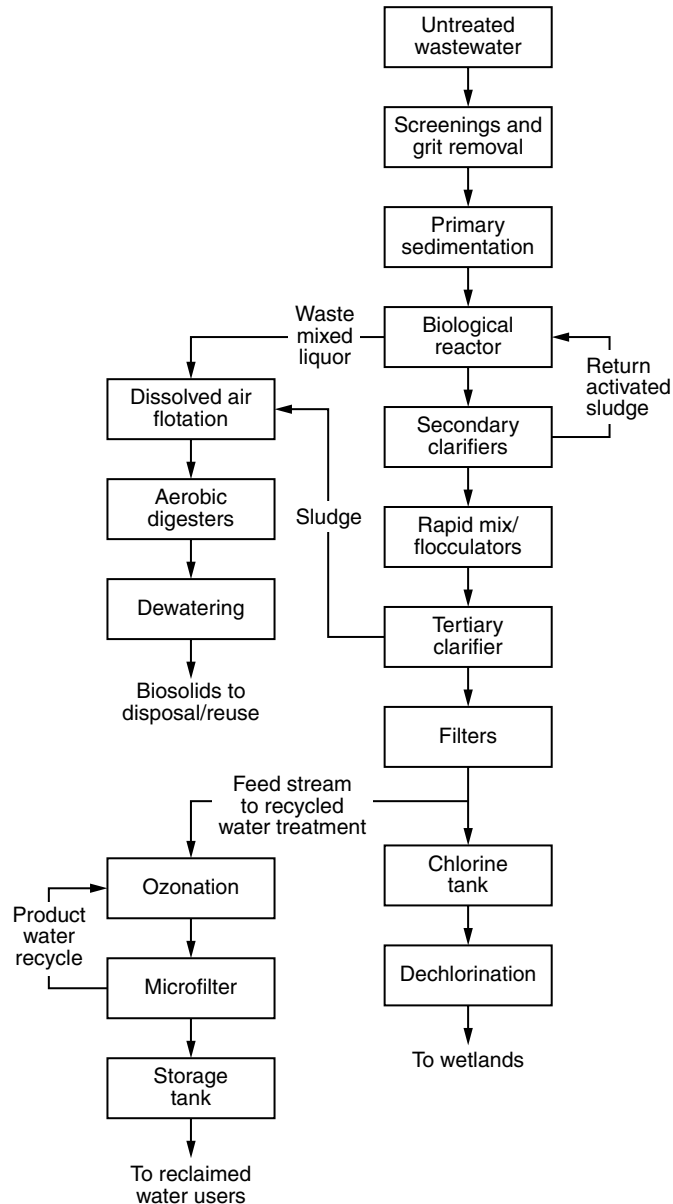 Untreated
wastewater
Screenings and
grit removal
Primary
sedimentation
Waste
mixed
liquor
Biological
reactor
Return
activated
sludge
Dissolved air
flotation
Secondary
clarifiers
Aerobic
digesters
Sludge
Rapid mix/
flocculators
Dewatering
Tertiary
clarifier
Biosolids to
disposal/reuse
Filters
Feed stream
to recycled
water treatment
Ozonation
Chlorine
tank
Product
water
recycle
Microfilter
Dechlorination
Storage
tank
To wetlands
To reclaimed
water users